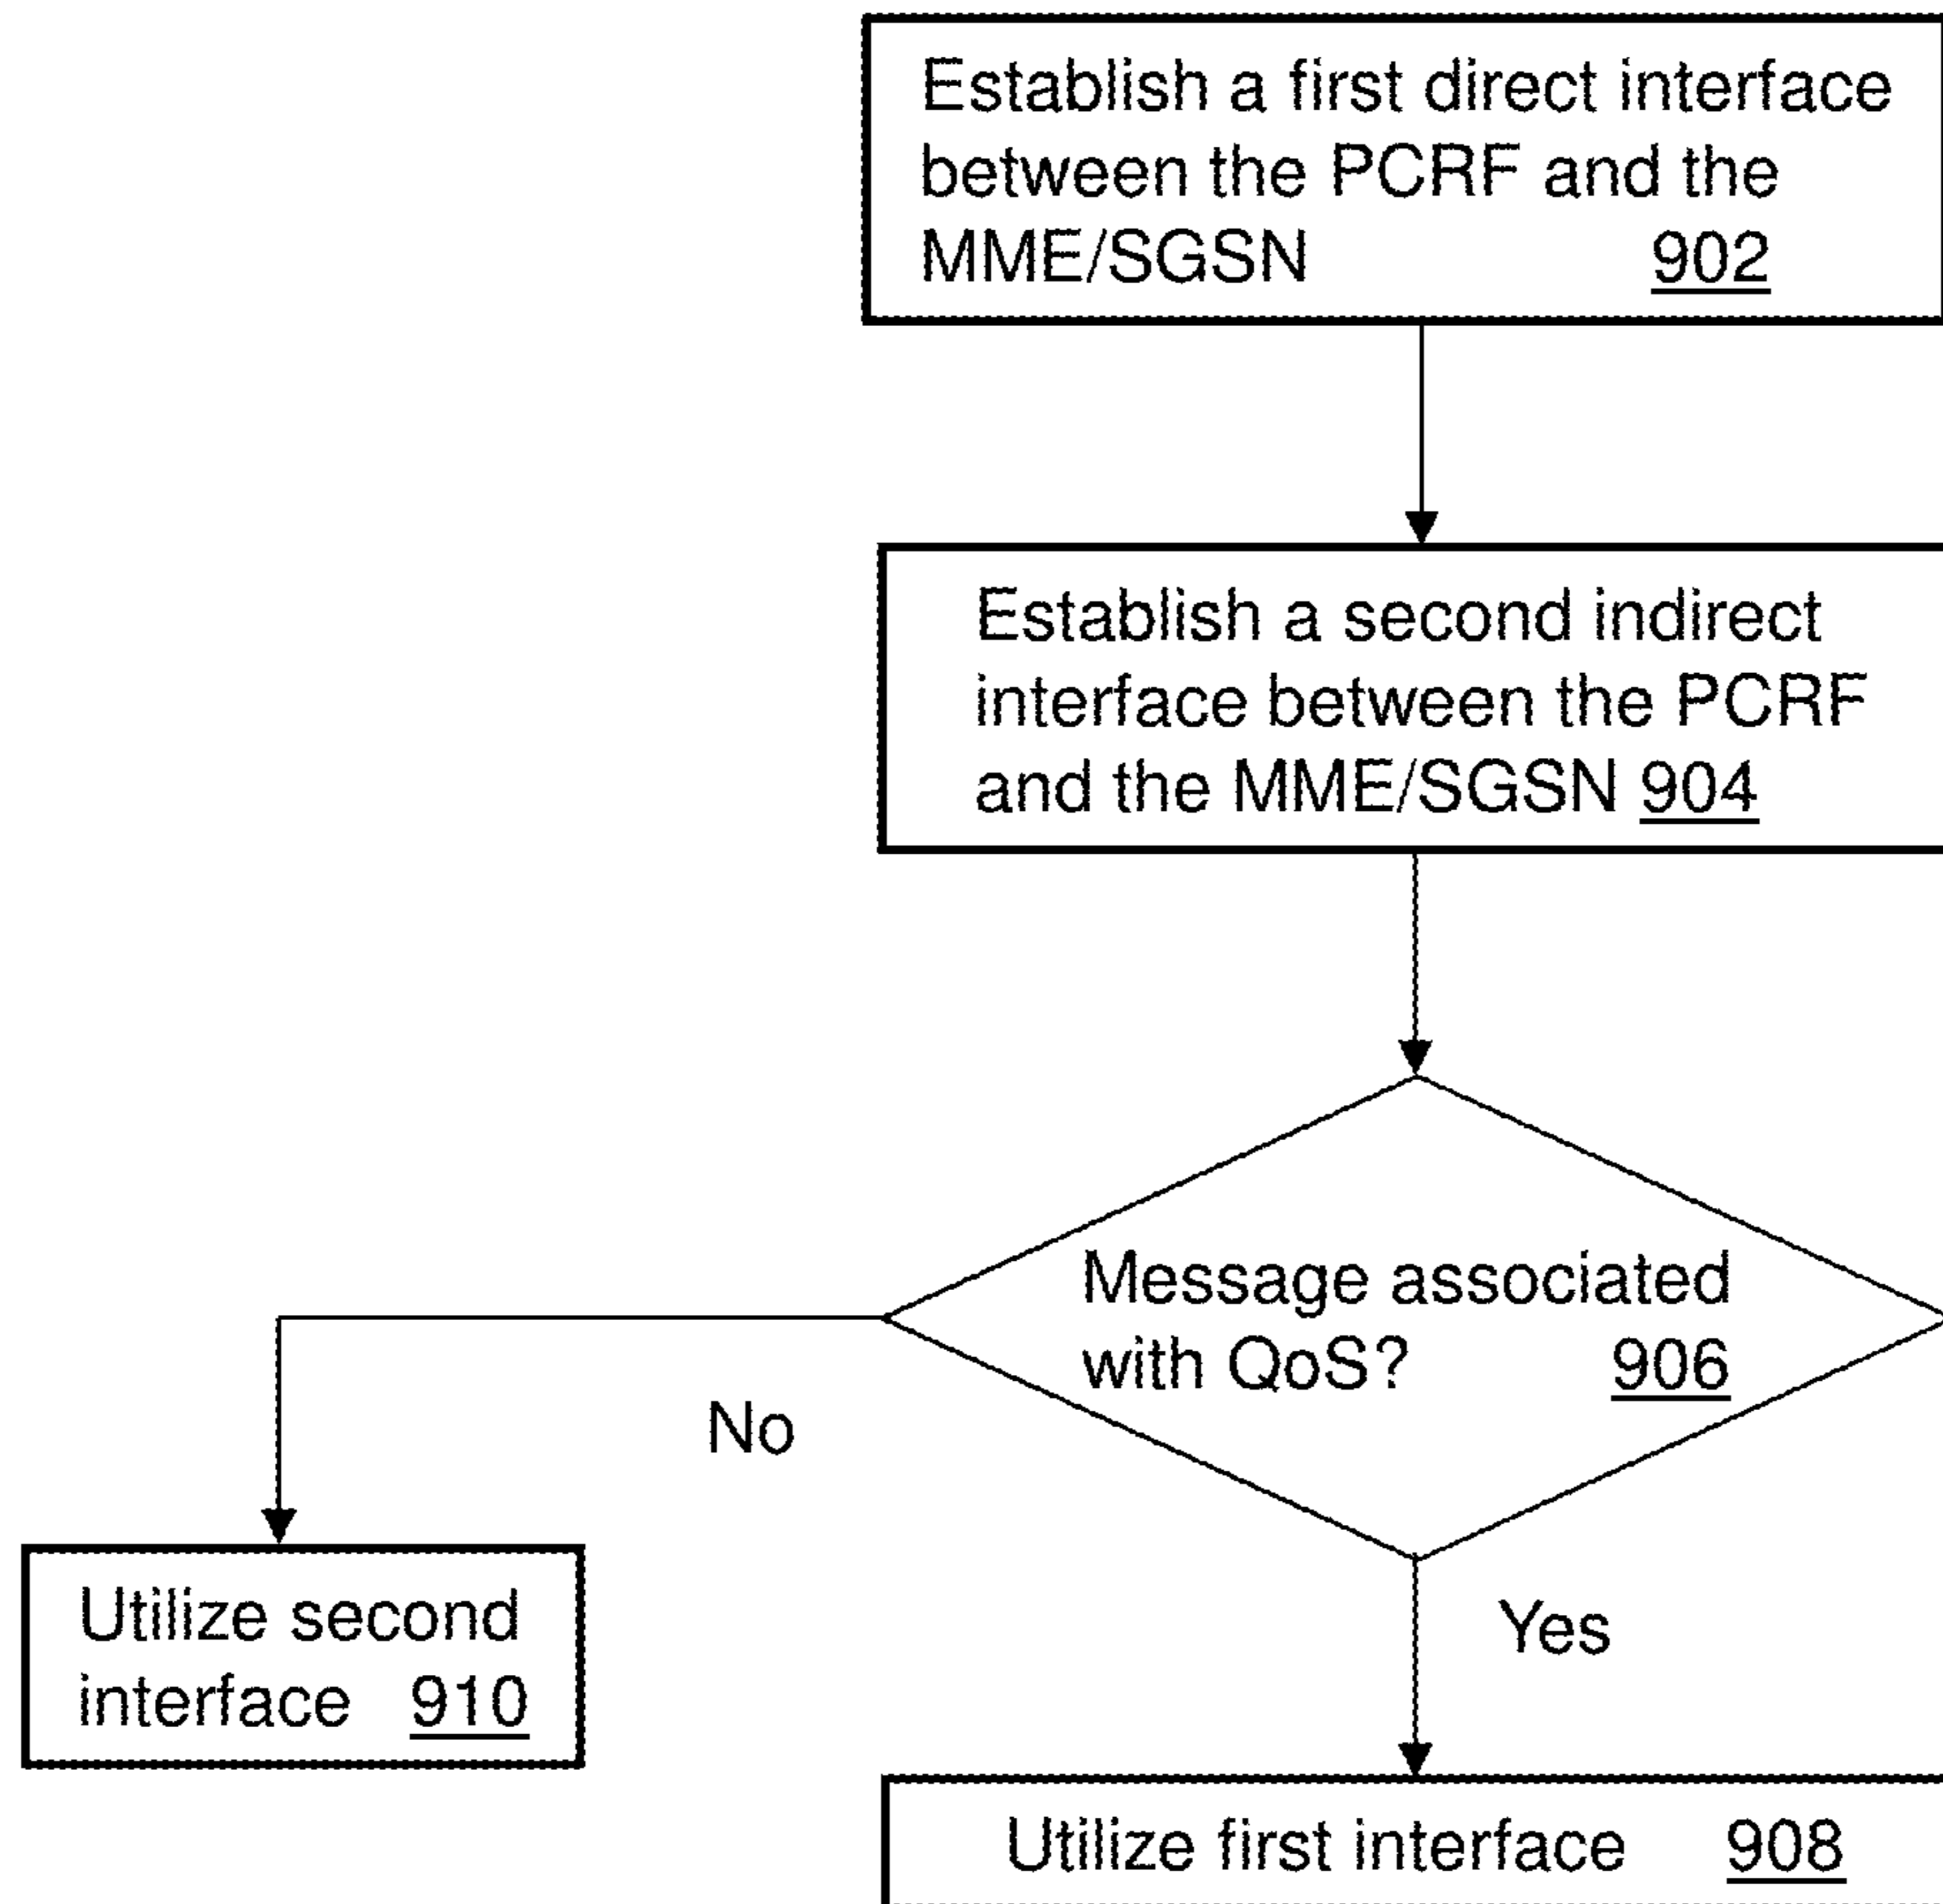 Establish a first direct interface
between the PCRF and the
MME/SGSN 902
Establish a second indirect
interface between the PCRF
and the MME/SGSN 904
Message associated
with QoS? 906
No
Yes
Utilize second
interface 910
Utilize first interface 908